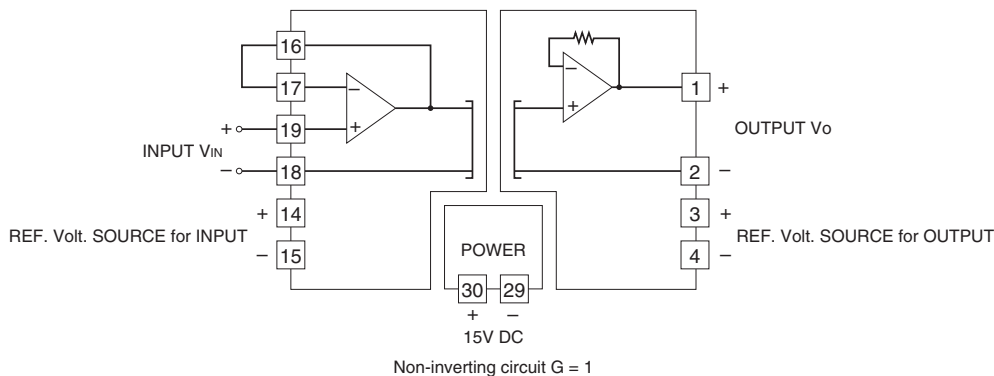 16
17
19
18
14
15
+
INPUT VIN
−
+
REF. Volt. SOURCE for INPUT
−
−
+
−
+
1 +
OUTPUT Vo
2 −
3 +
REF. Volt. SOURCE for OUTPUT
4 −
POWER
30 29
+ −
15V DC
Non-inverting circuit G = 1